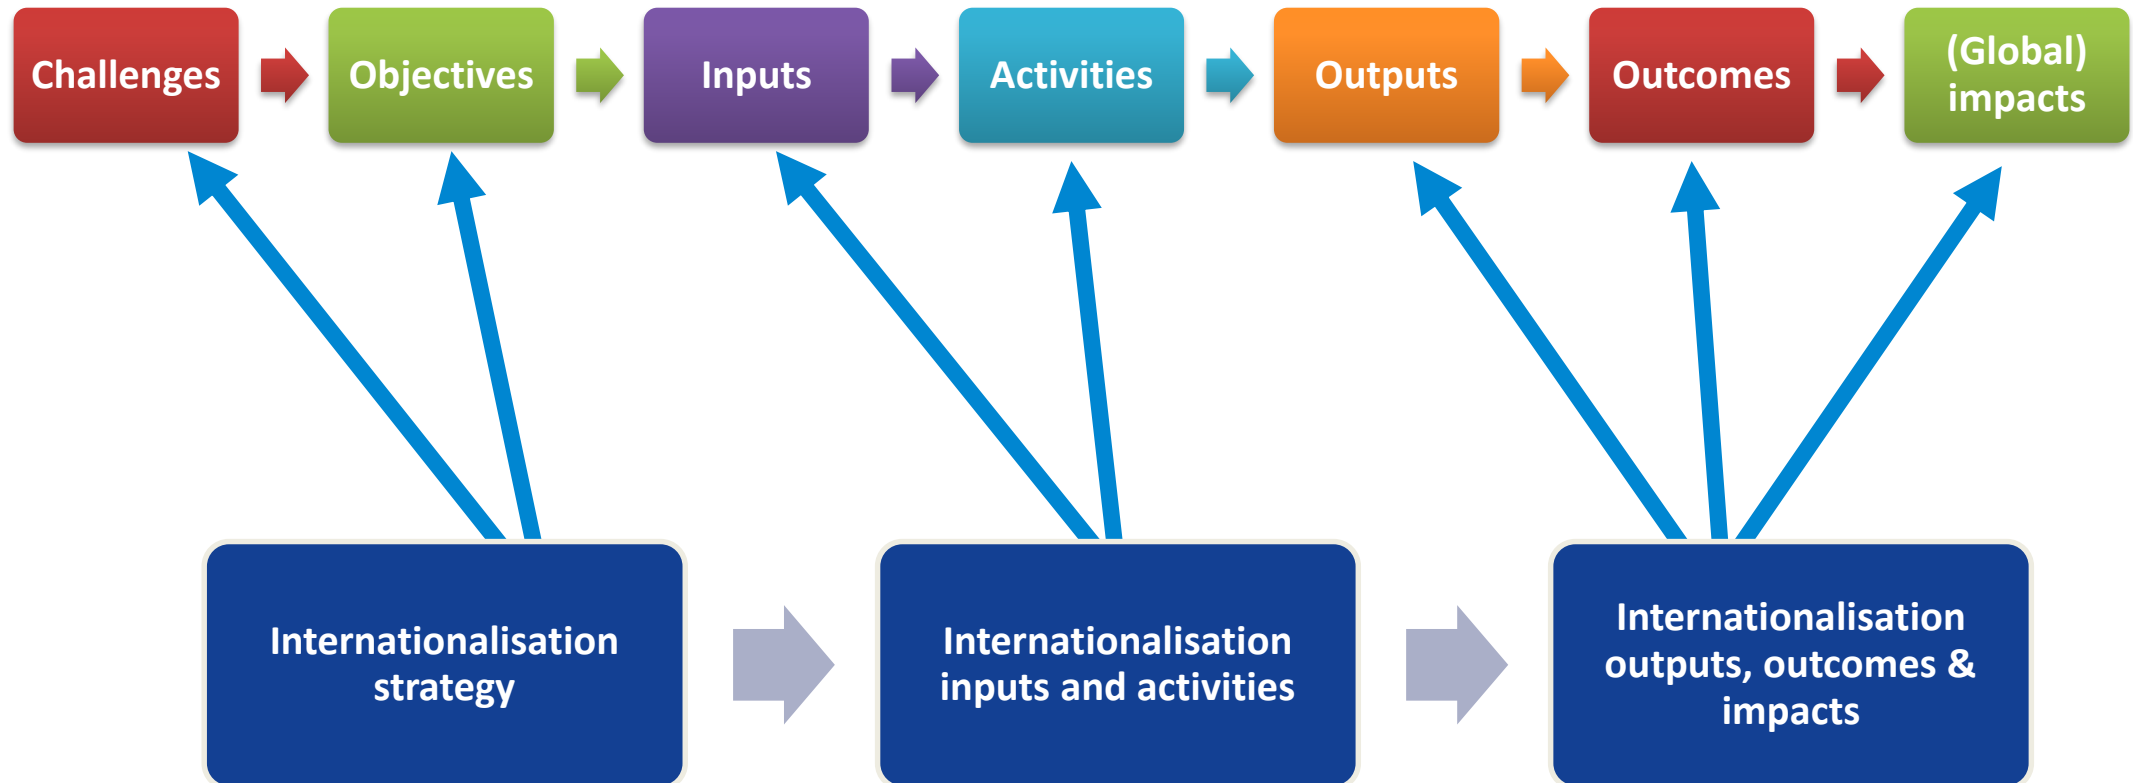 Challenges
Objectives
Inputs
Activities
Outputs
Outcomes
(Global)
impacts
Internationalisation
strategy
Internationalisation
inputs and activities
Internationalisation
outputs, outcomes &
impacts